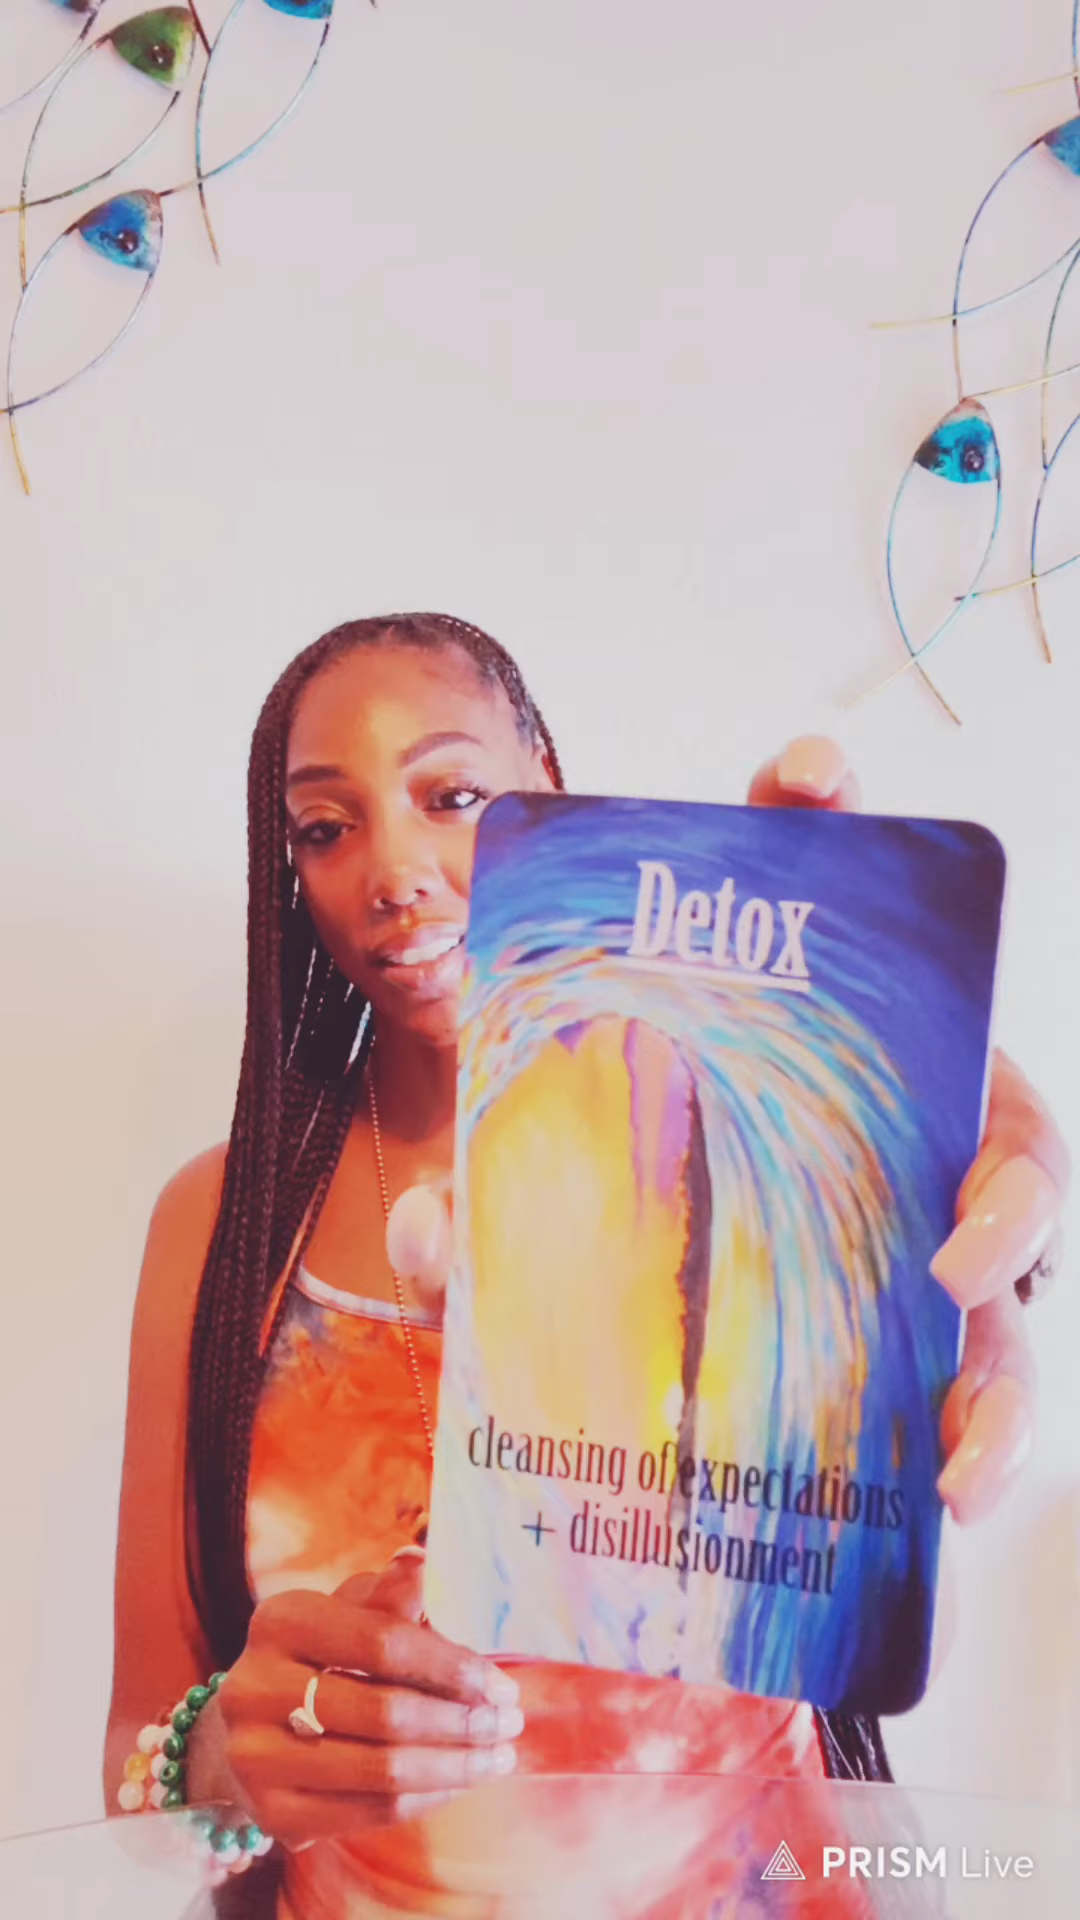 Detox
cleansing of expectations
+ disillusionment
PRISM Live